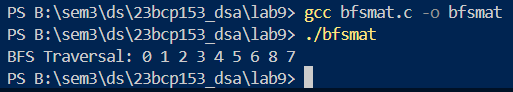 PS B:\sem3\ds\23bcp153_dsa\lab9> gcc bfsmat.c -o bfsmat
PS B:\sem3\ds\23bcp153_dsa\lab9> ./bfsmat
BFS Traversal: 0 1 2 3 4 5 6 8 7
PS B:\sem3\ds\23bcp153_dsa\lab9>